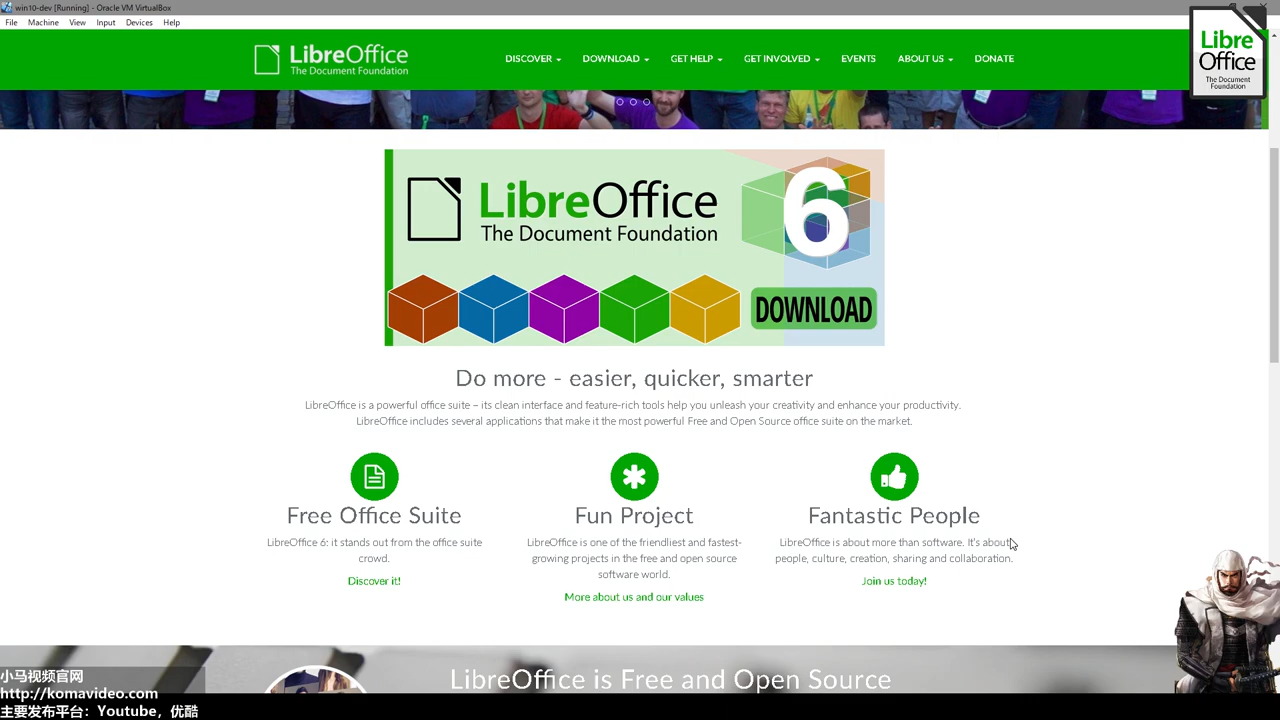 win10-dev [Running] - Oracle VM VirtualBox
File Machine View Input Devices Help
LibreOffice
The Document Foundation
DISCOVER DOWNLOAD GET HELP GET INVOLVED EVENTS ABOUT US DONATE
Libre
Office
The Document
Foundation
LibreOffice
The Document Foundation
6
DOWNLOAD
Do more - easier, quicker, smarter
LibreOffice is a powerful office suite – its clean interface and feature-rich tools help you unleash your creativity and enhance your productivity.
LibreOffice includes several applications that make it the most powerful Free and Open Source office suite on the market.
Free Office Suite
LibreOffice 6: it stands out from the office suite
crowd.
Discover it!
Fun Project
LibreOffice is one of the friendliest and fastest-
growing projects in the free and open source
software world.
More about us and our values
Fantastic People
LibreOffice is about more than software. It's about
people, culture, creation, sharing and collaboration.
Join us today!
LibreOffice is Free and Open Source
小马视频官网
http://komavideo.com
主要发布平台：Youtube，优酷